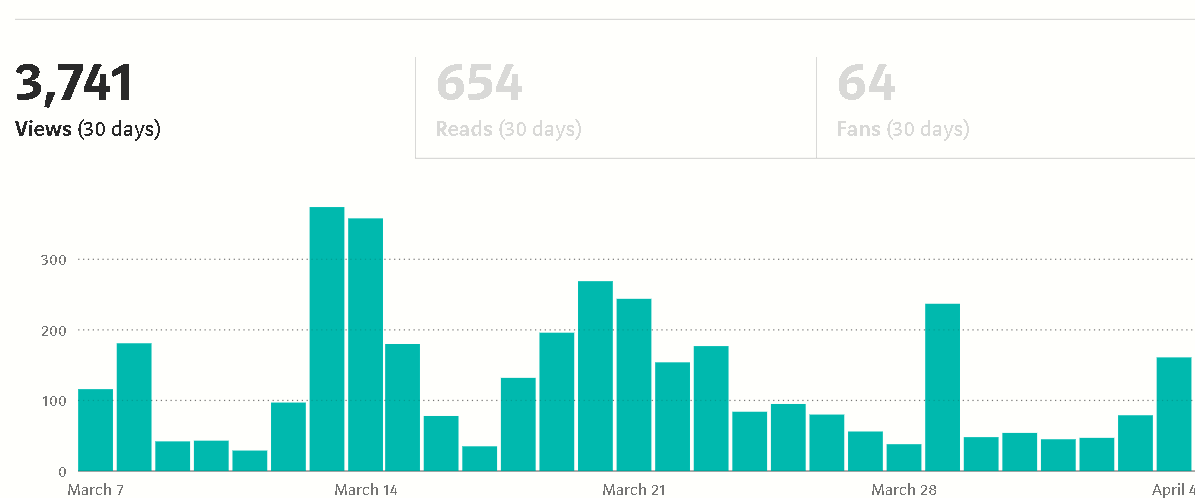 3,741
Views (30 days)
654
Reads (30 days)
64
Fans (30 days)
300
200
100
0
March 7
March 14
March 21
March 28
April 4